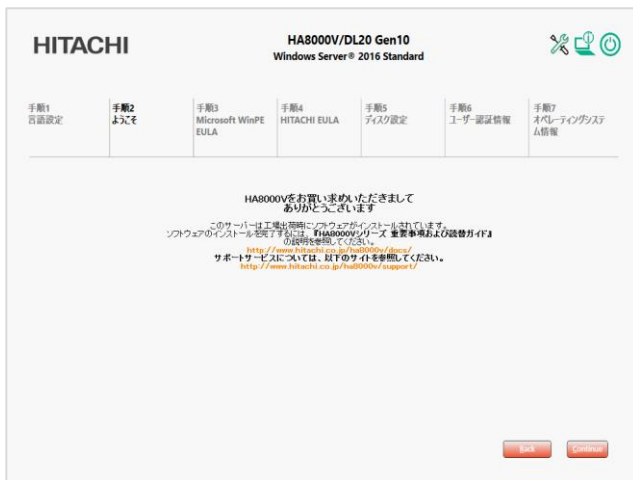 HITACHI
HA8000V/DL20 Gen10
Windows Server® 2016 Standard
手順1
言語設定
手順2
ようこそ
手順3
Microsoft WinPE
EULA
手順4
HITACHI EULA
手順5
ディスク設定
手順6
ユーザー認証情報
手順7
オペレーティングシステ
ム情報
HA8000Vをお買い求めいただきまして
ありがとうございます
このサーバーは工場出荷時にソフトウェアがインストールされています。
ソフトウェアのインストールを完了するには、『HA8000Vシリーズ 重要事項および読替ガイド』
の説明を参照してください。
http://www.hitachi.co.jp/ha8000v/docs/
サポートサービスについては、以下のサイトを参照してください。
http://www.hitachi.co.jp/ha8000v/support/
Back
Continue